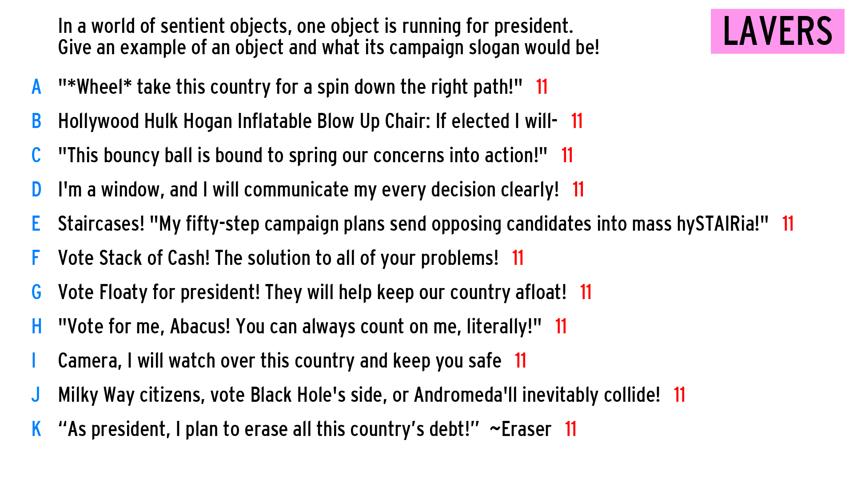 In a world of sentient objects, one object is running for president.
Give an example of an object and what its campaign slogan would be!
LAVERS
A "*Wheel* take this country for a spin down the right path!" 11
B Hollywood Hulk Hogan Inflatable Blow Up Chair: If elected I will- 11
C "This bouncy ball is bound to spring our concerns into action!" 11
D I'm a window, and I will communicate my every decision clearly! 11
E Staircases! "My fifty-step campaign plans send opposing candidates into mass hySTAIRia!" 11
F Vote Stack of Cash! The solution to all of your problems! 11
G Vote Floaty for president! They will help keep our country afloat! 11
H "Vote for me, Abacus! You can always count on me, literally!" 11
I Camera, I will watch over this country and keep you safe 11
J Milky Way citizens, vote Black Hole's side, or Andromeda'll inevitably collide! 11
K “As president, I plan to erase all this country’s debt!” ~Eraser 11